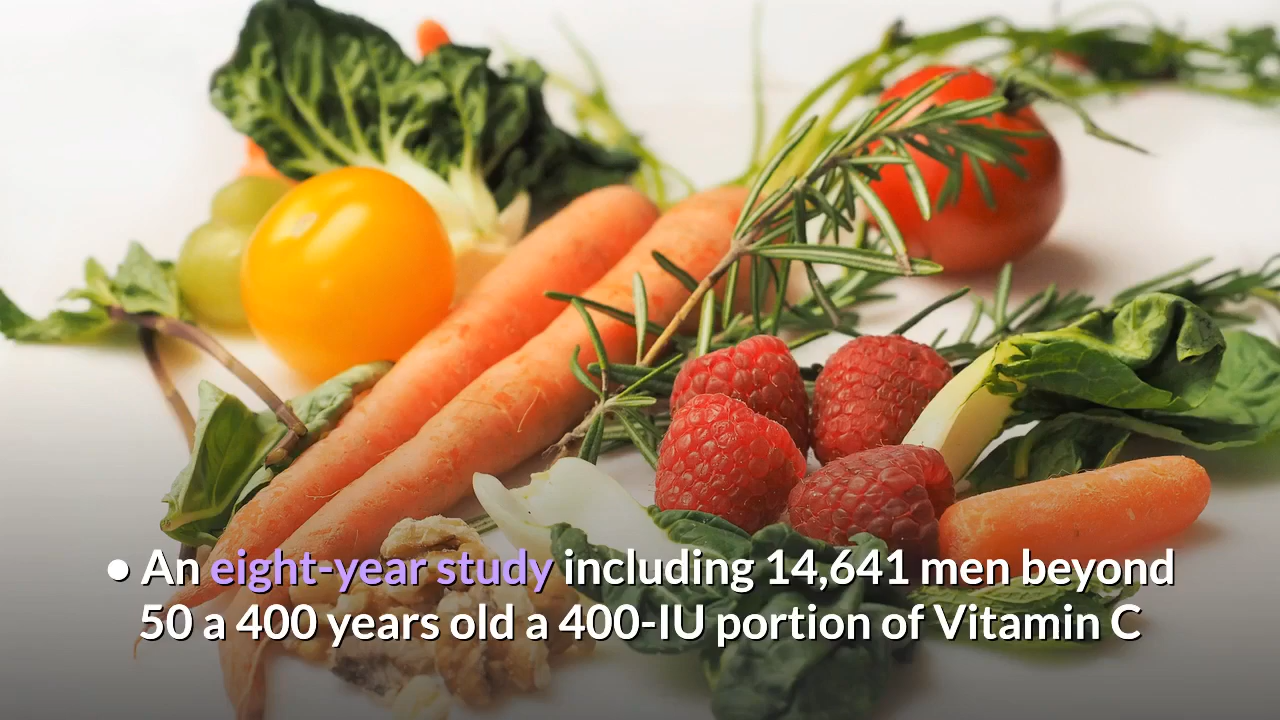 • An eight-year study including 14,641 men beyond
50 a 400 years old a 400-IU portion of Vitamin C